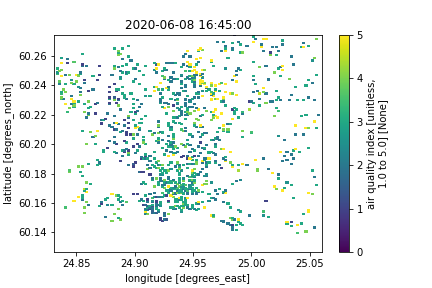 2020-06-08 16:45:00
60.26
60.24
60.22
60.20
60.18
60.16
60.14
latitude [degrees_north]
24.85 24.90 24.95 25.00 25.05
longitude [degrees_east]
5
4
3
2
1
0
air quality index [unitless,
1.0 to 5.0] [None]